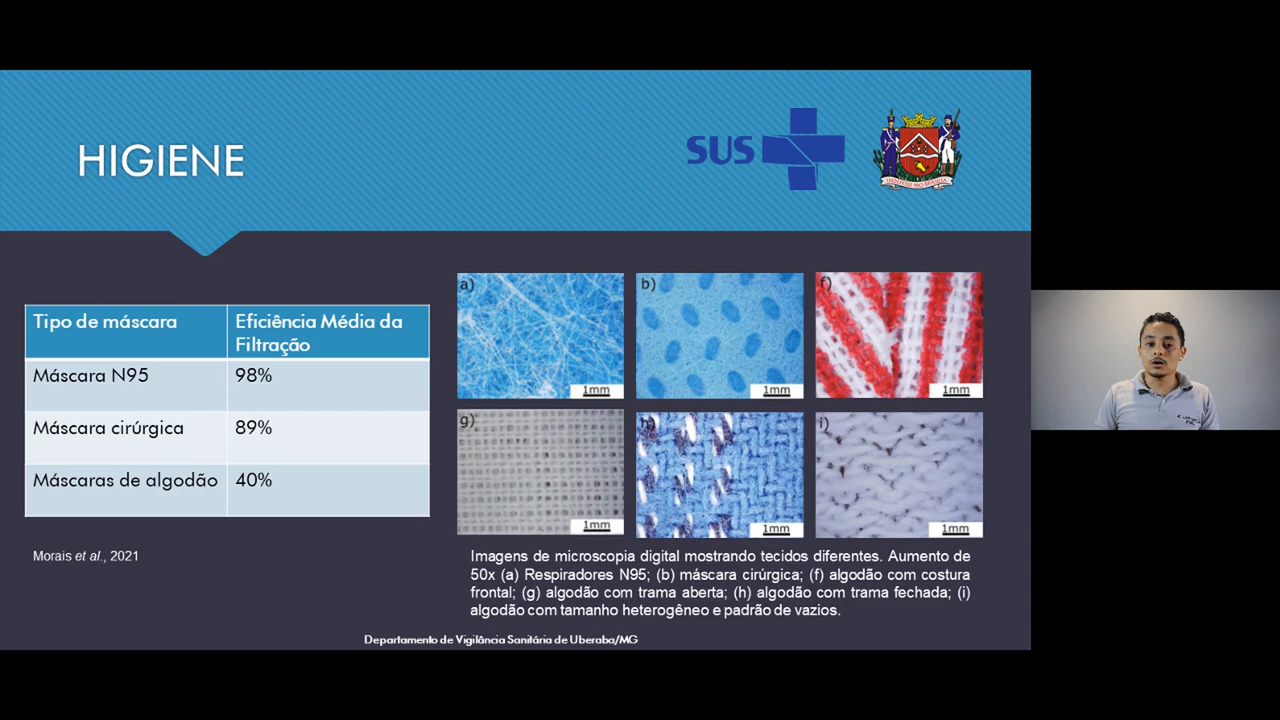 HIGIENE
SUS
Tipo de máscara
Eficiência Média da
Filtração
Máscara N95
98%
Máscara cirúrgica
89%
Máscaras de algodão
40%
Morais et al., 2021
a)
1mm
b)
1mm
f)
1mm
g)
1mm
h)
1mm
i)
1mm
Imagens de microscopia digital mostrando tecidos diferentes. Aumento de
50x (a) Respiradores N95; (b) máscara cirúrgica; (f) algodão com costura
frontal; (g) algodão com trama aberta; (h) algodão com trama fechada; (i)
algodão com tamanho heterogêneo e padrão de vazios.
Departamento de Vigilância Sanitária de Uberaba/MG